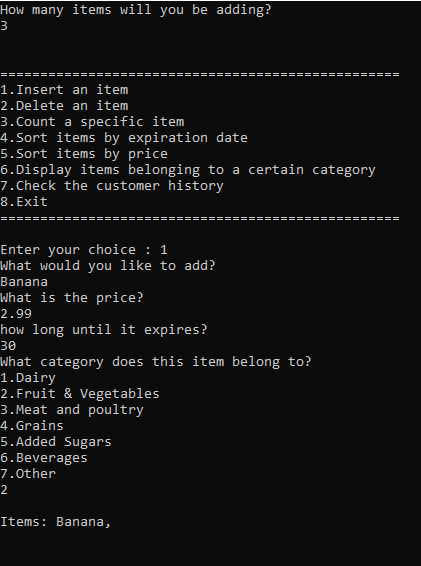 How many items will you be adding?
3
==================================================
1.Insert an item
2.Delete an item
3.Count a specific item
4.Sort items by expiration date
5.Sort items by price
6.Display items belonging to a certain category
7.Check the customer history
8.Exit
==================================================
Enter your choice : 1
What would you like to add?
Banana
What is the price?
2.99
how long until it expires?
30
What category does this item belong to?
1.Dairy
2.Fruit & Vegetables
3.Meat and poultry
4.Grains
5.Added Sugars
6.Beverages
7.Other
2
Items: Banana,